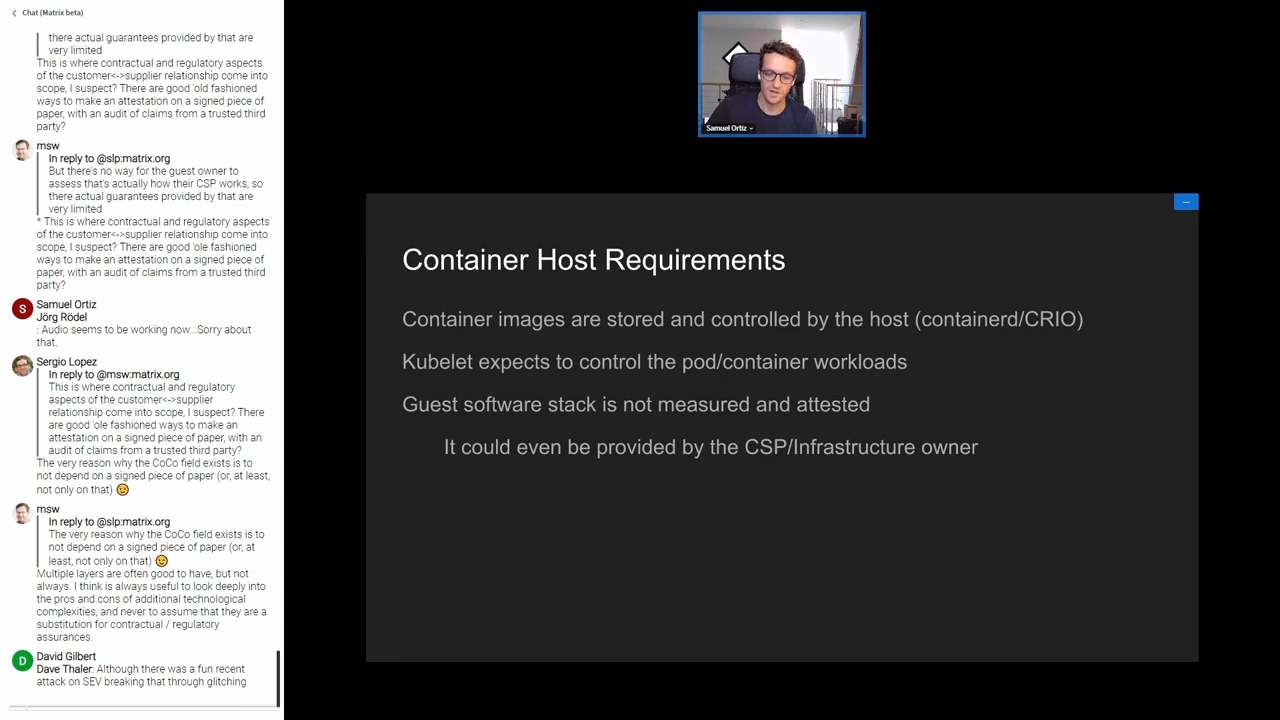 Chat (Matrix beta)
there actual guarantees provided by that are
very limited
This is where contractual and regulatory aspects
of the customer<->supplier relationship come into
scope, I suspect? There are good 'old fashioned
ways to make an attestation on a signed piece of
paper, with an audit of claims from a trusted third
party?
msw
In reply to @slp:matrix.org
But there's no way for the guest owner to
assess that's actually how their CSP works, so
there actual guarantees provided by that are
very limited
* This is where contractual and regulatory aspects
of the customer<->supplier relationship come into
scope, I suspect? There are good 'ole fashioned
ways to make an attestation on a signed piece of
paper, with an audit of claims from a trusted third
party?
S
Samuel Ortiz
Jörg Rödel
: Audio seems to be working now...Sorry about
that.
Sergio Lopez
In reply to @msw:matrix.org
This is where contractual and regulatory
aspects of the customer<->supplier
relationship come into scope, I suspect? There
are good 'ole fashioned ways to make an
attestation on a signed piece of paper, with an
audit of claims from a trusted third party?
The very reason why the CoCo field exists is to
not depend on a signed piece of paper (or, at least,
not only on that) 😉
msw
In reply to @slp:matrix.org
The very reason why the CoCo field exists is to
not depend on a signed piece of paper (or, at
least, not only on that) 😉
Multiple layers are often good to have, but not
always. I think is always useful to look deeply into
the pros and cons of additional technological
complexities, and never to assume that they are a
substitution for contractual / regulatory
assurances.
D
David Gilbert
Dave Thaler: Although there was a fun recent
attack on SEV breaking that through glitching
Samuel Ortiz
Container Host Requirements
Container images are stored and controlled by the host (containerd/CRIO)
Kubelet expects to control the pod/container workloads
Guest software stack is not measured and attested
It could even be provided by the CSP/Infrastructure owner